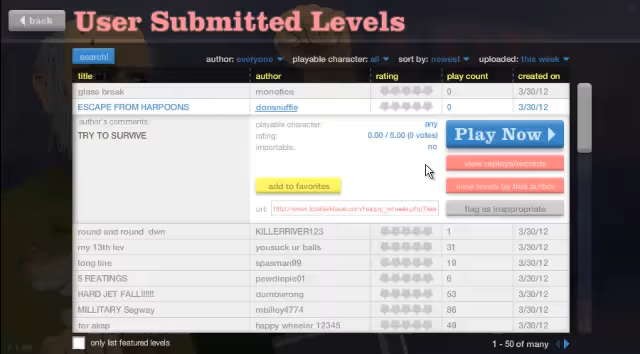 back
User Submitted Levels
search!
author: everyone playable character: all sort by: newest uploaded: this week
title author rating play count created on
glass break monofice 0 3/30/12
ESCAPE FROM HARPOONS donsnuffie 0 3/30/12
author's comments:
TRY TO SURVIVE
playable character: any
rating: 0.00 / 5.00 (0 votes)
importable: no
Play Now
view replays/records
add to favorites
view levels by this author
url:
flag as inappropriate
round and round dwn KILLERRIVER123 1 3/30/12
my 13th lev yousuck ur balls 31 3/30/12
long line spasman99 19 3/30/12
5 REATINGS pewdiepie01 6 3/30/12
HARD JET FALL!!!!!! dumbwrong 53 3/30/12
MILLITARY Segway mbilley4774 86 3/30/12
for akap happy wheeler 12345 49 3/30/12
only list featured levels
1 - 50 of many